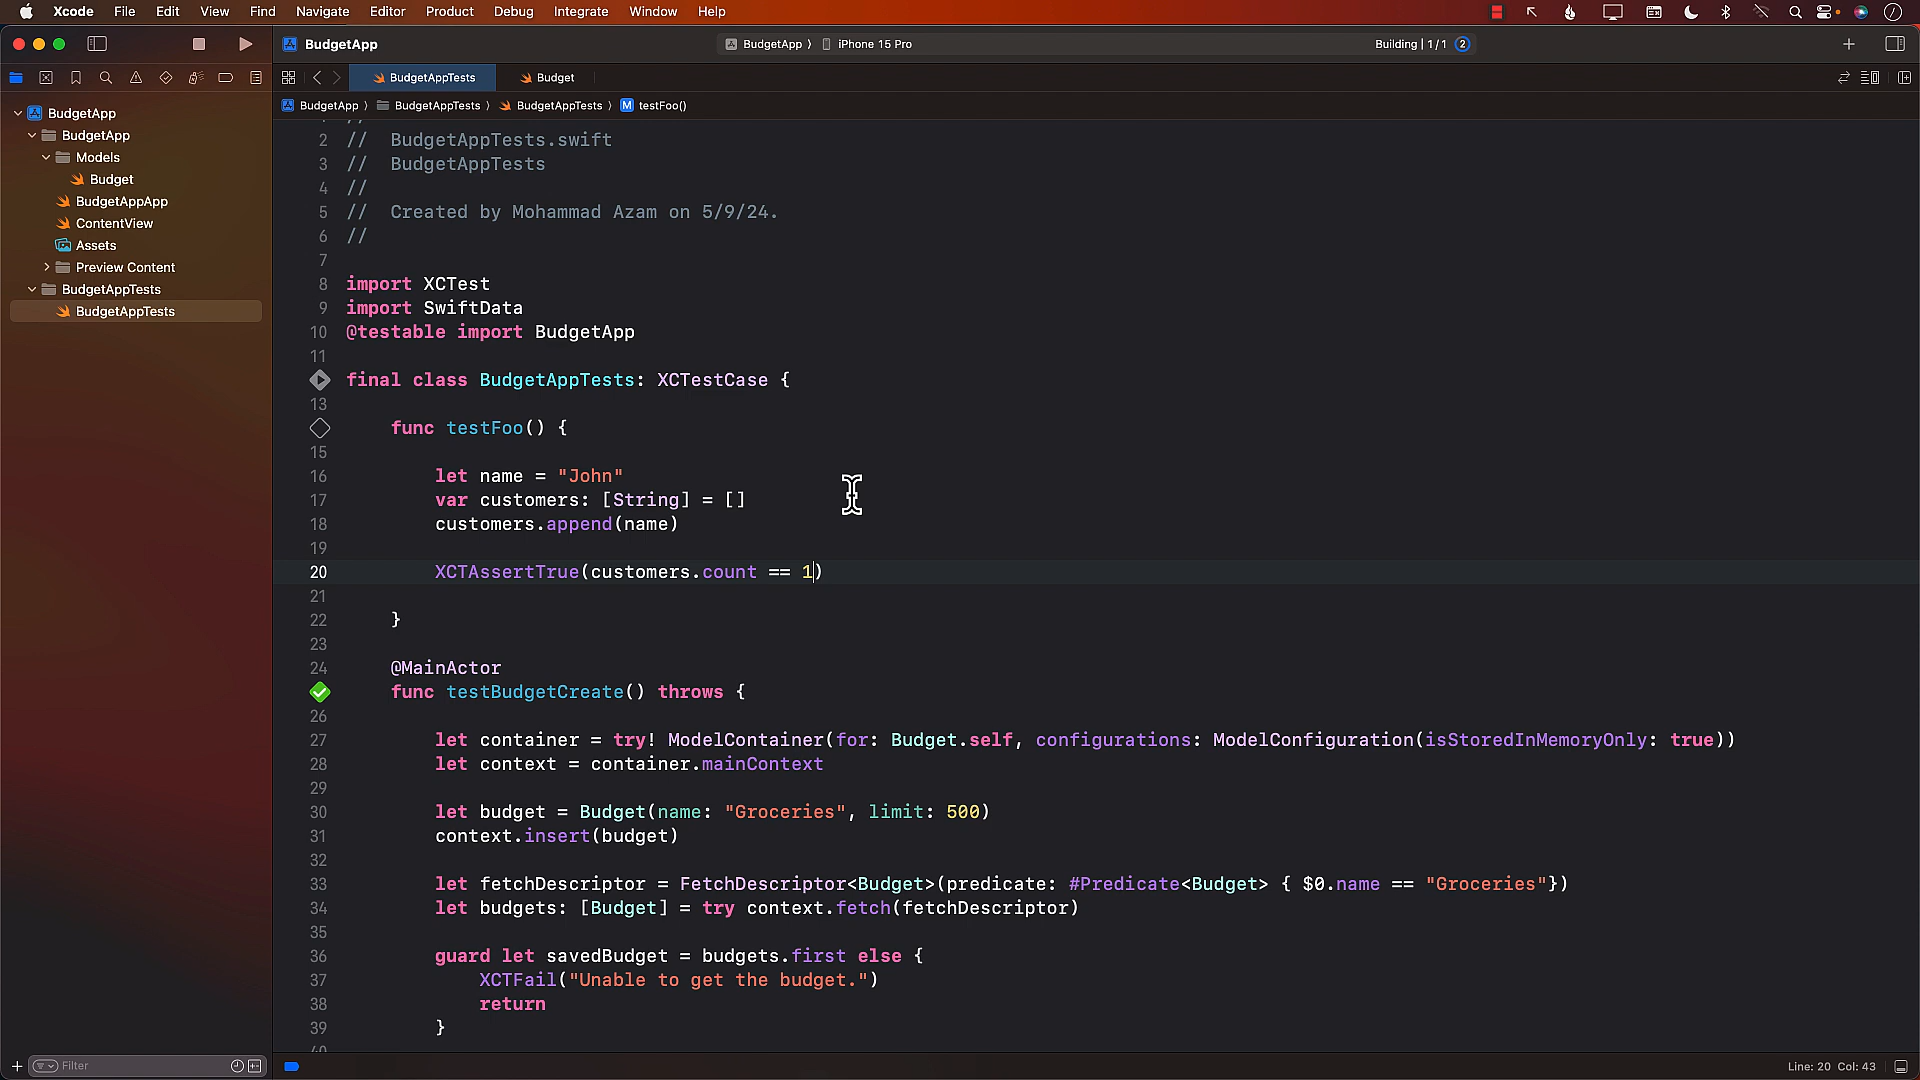 Xcode File Edit View Find Navigate Editor Product Debug Integrate Window Help
BudgetApp
BudgetApp iPhone 15 Pro
Building | 1/1 2
BudgetAppTests
Budget
BudgetApp BudgetAppTests BudgetAppTests M testFoo()
BudgetApp
BudgetApp
Models
Budget
BudgetAppApp
ContentView
Assets
Preview Content
BudgetAppTests
BudgetAppTests
2 // BudgetAppTests.swift
3 // BudgetAppTests
4 //
5 // Created by Mohammad Azam on 5/9/24.
6 //
7
8 import XCTest
9 import SwiftData
10 @testable import BudgetApp
11
final class BudgetAppTests: XCTestCase {
13
func testFoo() {
15
16 let name = "John"
17 var customers: [String] = []
18 customers.append(name)
19
20 XCTAssertTrue(customers.count == 1)
21
22 }
23
24 @MainActor
func testBudgetCreate() throws {
26
27 let container = try! ModelContainer(for: Budget.self, configurations: ModelConfiguration(isStoredInMemoryOnly: true))
28 let context = container.mainContext
29
30 let budget = Budget(name: "Groceries", limit: 500)
31 context.insert(budget)
32
33 let fetchDescriptor = FetchDescriptor<Budget>(predicate: #Predicate<Budget> { $0.name == "Groceries"})
34 let budgets: [Budget] = try context.fetch(fetchDescriptor)
35
36 guard let savedBudget = budgets.first else {
37 XCTFail("Unable to get the budget.")
38 return
39 }
40
Filter
Line: 20 Col: 43